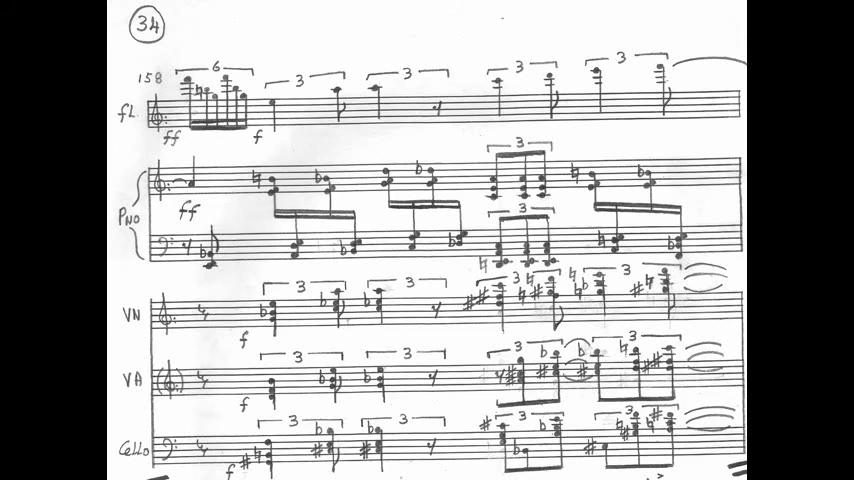 34
158
6 3 3 3 3
FL.
ff f
3
PNO
ff
3
3 3 3 3
VN
f
3 3 3 3
VA
f
3 3 3 3
Cello
f